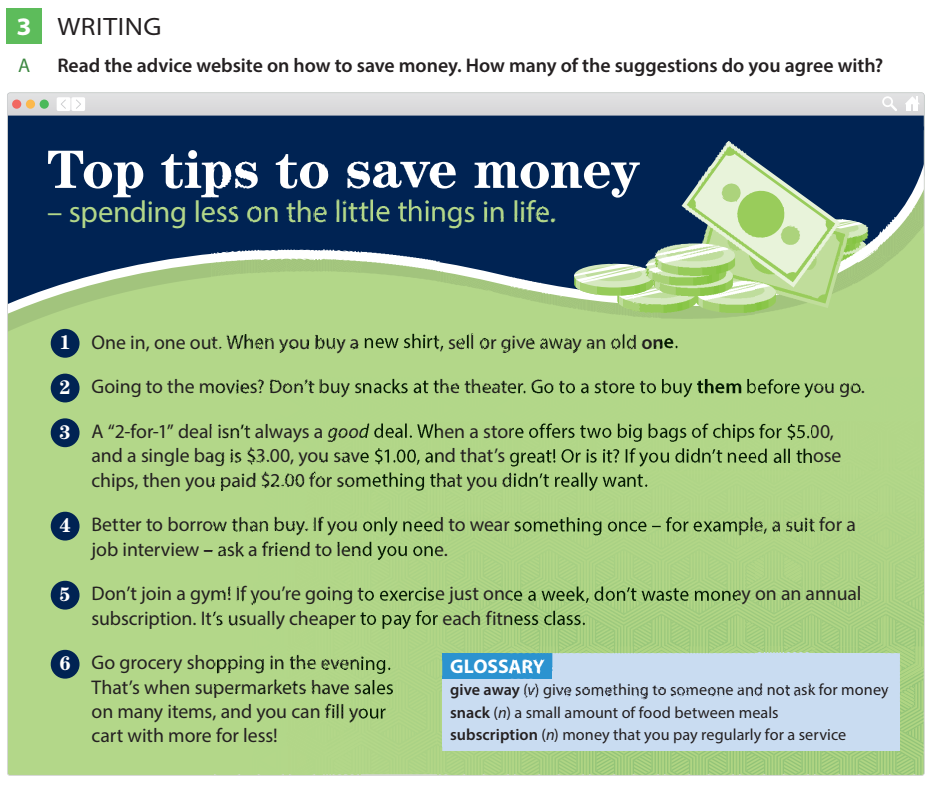 3 WRITING
A Read the advice website on how to save money. How many of the suggestions do you agree with?
Top tips to save money
– spending less on the little things in life.
1 One in, one out. When you buy a new shirt, sell or give away an old one.
2 Going to the movies? Don't buy snacks at the theater. Go to a store to buy them before you go.
3 A “2-for-1” deal isn't always a good deal. When a store offers two big bags of chips for $5.00,
and a single bag is $3.00, you save $1.00, and that's great! Or is it? If you didn't need all those
chips, then you paid $2.00 for something that you didn't really want.
4 Better to borrow than buy. If you only need to wear something once – for example, a suit for a
job interview – ask a friend to lend you one.
5 Don't join a gym! If you're going to exercise just once a week, don't waste money on an annual
subscription. It's usually cheaper to pay for each fitness class.
6 Go grocery shopping in the evening.
That's when supermarkets have sales
on many items, and you can fill your
cart with more for less!
GLOSSARY
give away (v) give something to someone and not ask for money
snack (n) a small amount of food between meals
subscription (n) money that you pay regularly for a service